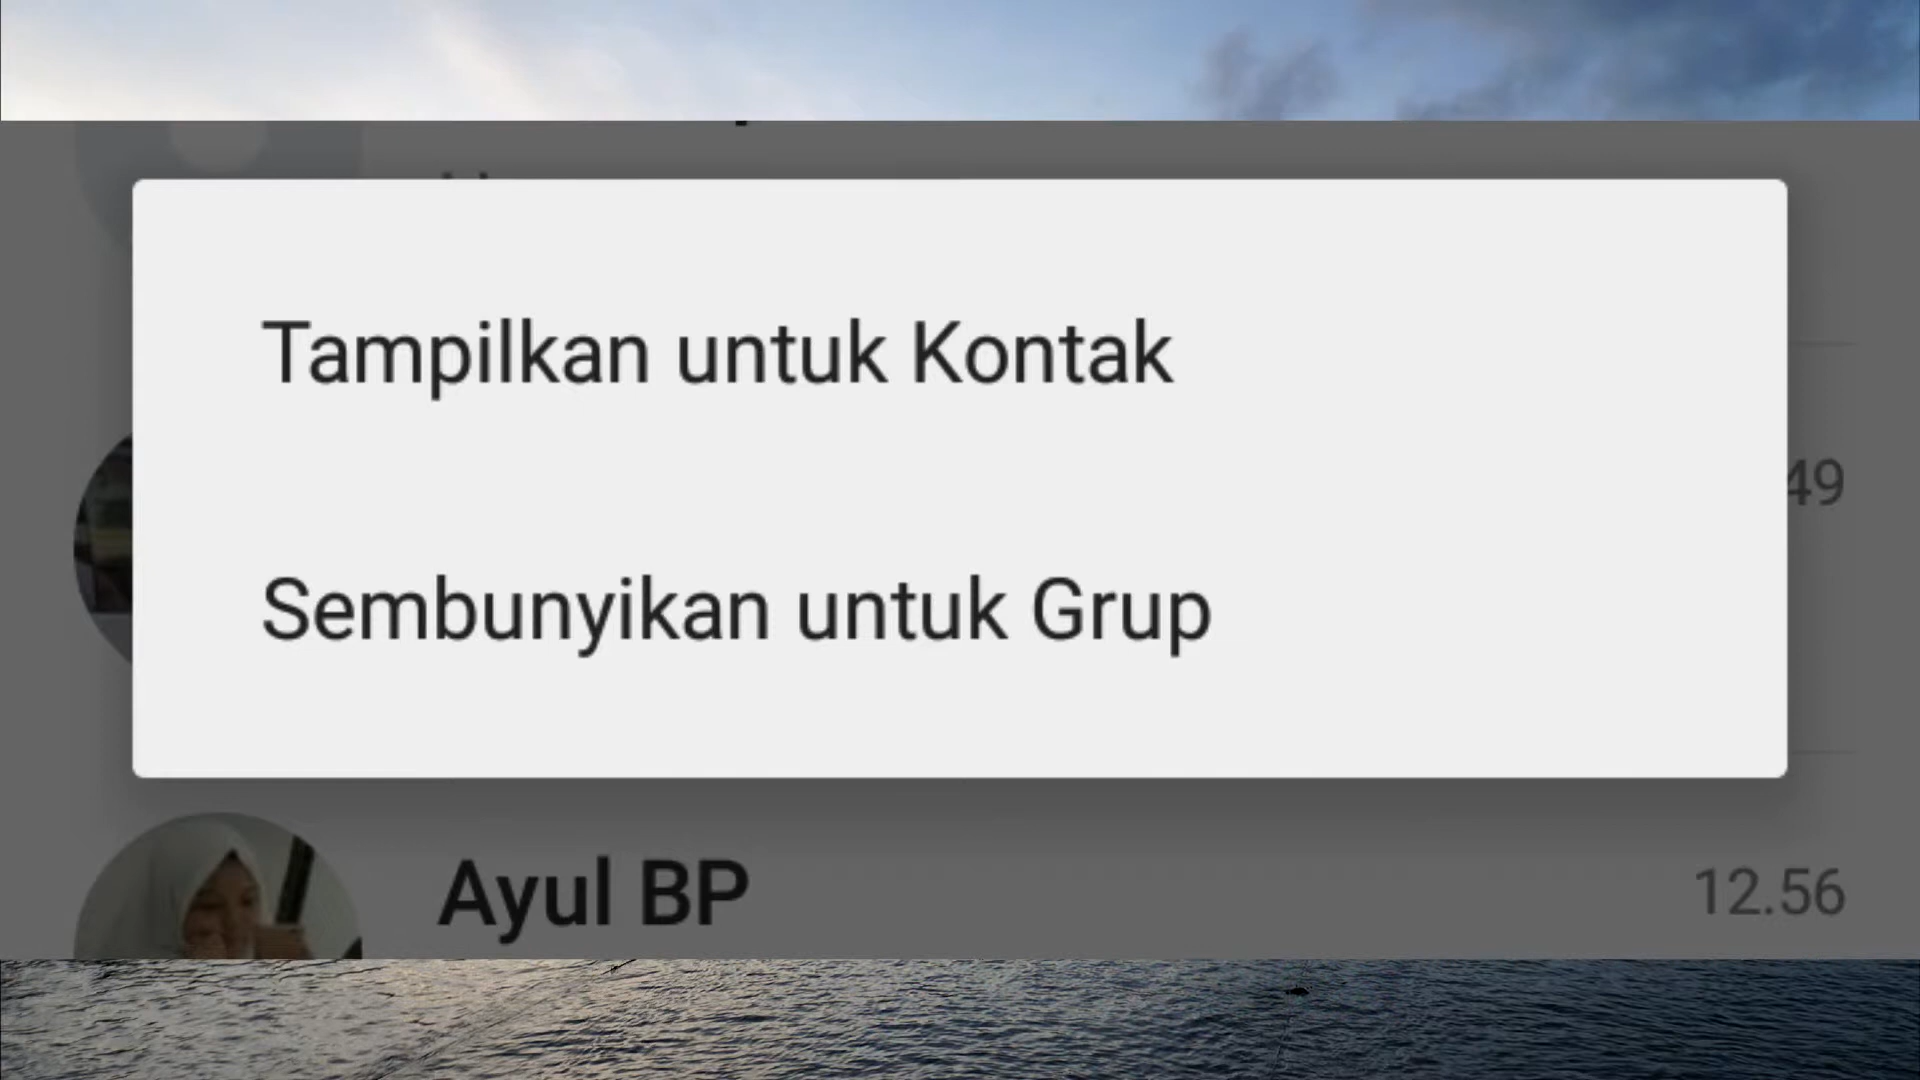 Tampilkan untuk Kontak
49
Sembunyikan untuk Grup
Ayul BP
12.56